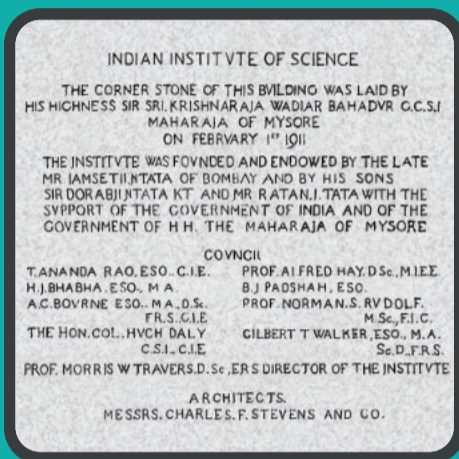 INDIAN INSTITVTE OF SCIENCE
THE CORNER STONE OF THIS BVILDING WAS LAID BY
HIS HIGHNESS SIR SRI. KRISHNARAJA WADIAR BAHADVR G.C.S.I
MAHARAJA OF MYSORE
ON FEBRVARY 1ST 1911
THE INSTITVTE WAS FOVNDED AND ENDOWED BY THE LATE
MR JAMSETJI.N.TATA OF BOMBAY AND BY HIS SONS
SIR DORABJI.N.TATA KT AND MR RATAN.J.TATA WITH THE
SVPPORT OF THE GOVERNMENT OF INDIA AND OF THE
GOVERNMENT OF H.H. THE MAHARAJA OF MYSORE
COVNCIL
T.ANANDA RAO, ESQ., C.I.E. PROF. ALFRED HAY, D.Sc., M.I.E.E.
H.J.BHABHA, ESQ., M A. B.J PADSHAH, ESQ.
A.C.BOVRNE ESQ., M A., D.Sc. PROF. NORMAN.S. RVDOLF.
F.R.S., C.I.E M.Sc., F.I.C.
THE HON. COL., HVGH DALY GILBERT T WALKER, ESQ., M.A.
C.S.I., C.I.E Sc.D., F.R.S.
PROF. MORRIS W TRAVERS, D.Sc., F.R.S DIRECTOR OF THE INSTITVTE
ARCHITECTS.
MESSRS. CHARLES. F. STEVENS AND CO.